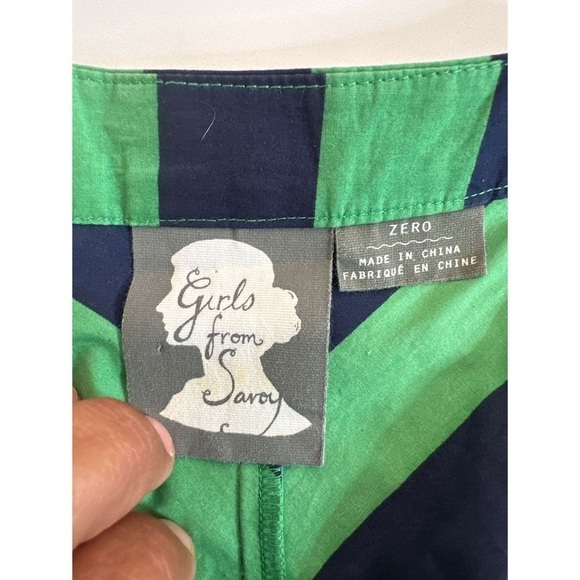 Girls
from
Savoy
ZERO
MADE IN CHINA
FABRIQUÉ EN CHINE